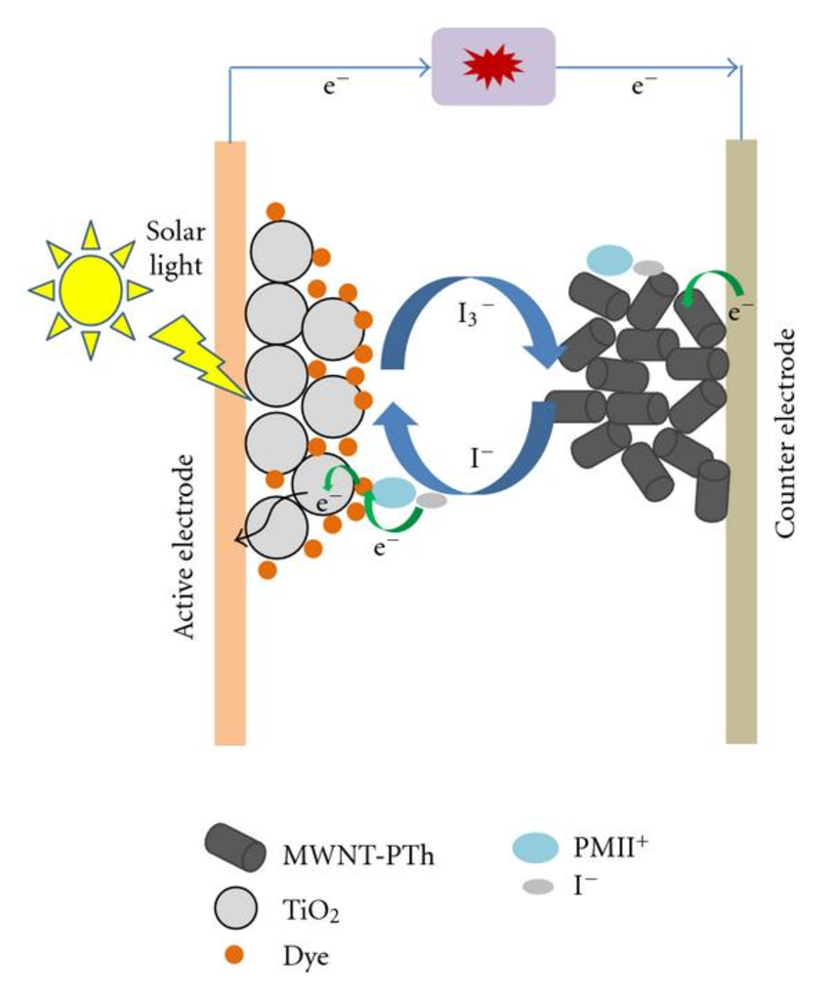 e⁻
e⁻
Solar
light
I₃⁻
e⁻
Counter electrode
I⁻
Active electrode
e⁻
e⁻
MWNT-PTh
PMII⁺
I⁻
TiO₂
Dye